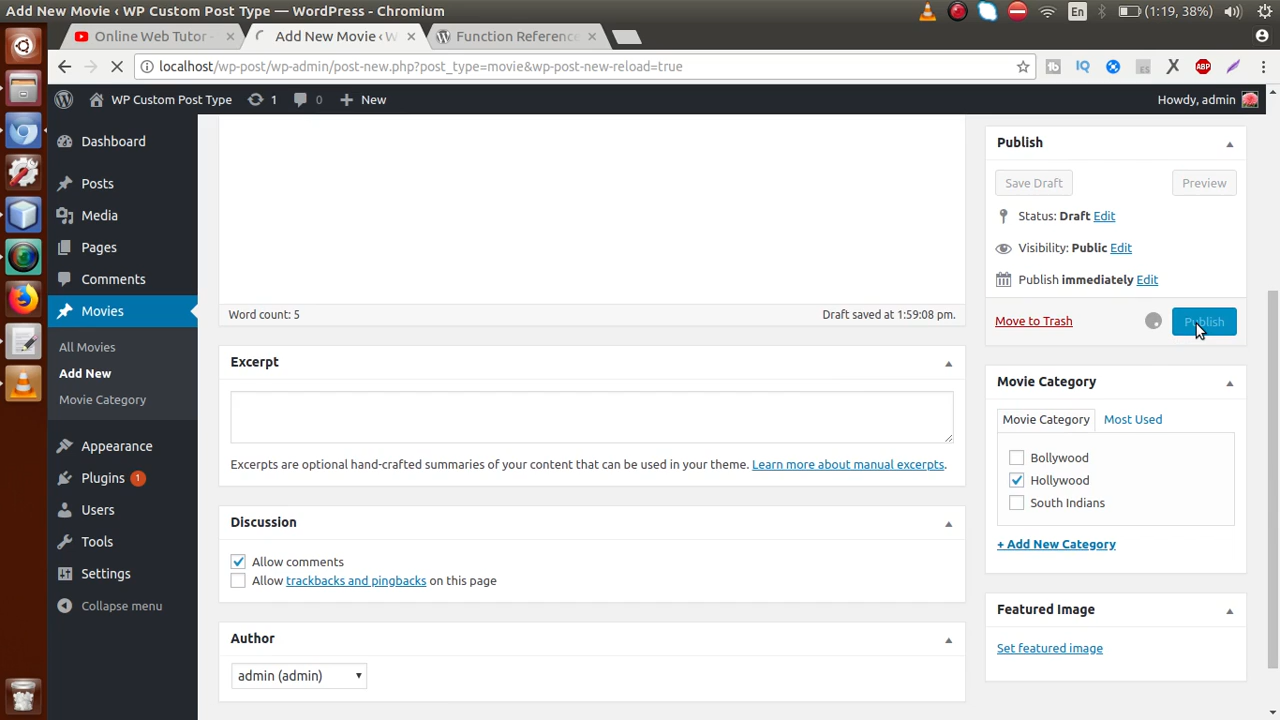 Add New Movie ‹ WP Custom Post Type — WordPress - Chromium
En
(1:19, 38%)
Online Web Tutor -
Add New Movie ‹ W
Function Reference
localhost/wp-post/wp-admin/post-new.php?post_type=movie&wp-post-new-reload=true
ABP
WP Custom Post Type
1
0
New
Howdy, admin
Dashboard
Posts
Media
Pages
Comments
Movies
All Movies
Add New
Movie Category
Appearance
Plugins 1
Users
Tools
Settings
Collapse menu
Word count: 5
Draft saved at 1:59:08 pm.
Excerpt
Excerpts are optional hand-crafted summaries of your content that can be used in your theme. Learn more about manual excerpts.
Discussion
Allow comments
Allow trackbacks and pingbacks on this page
Author
admin (admin)
Publish
Save Draft
Preview
Status: Draft Edit
Visibility: Public Edit
Publish immediately Edit
Move to Trash
Publish
Movie Category
Movie Category
Most Used
Bollywood
Hollywood
South Indians
+ Add New Category
Featured Image
Set featured image